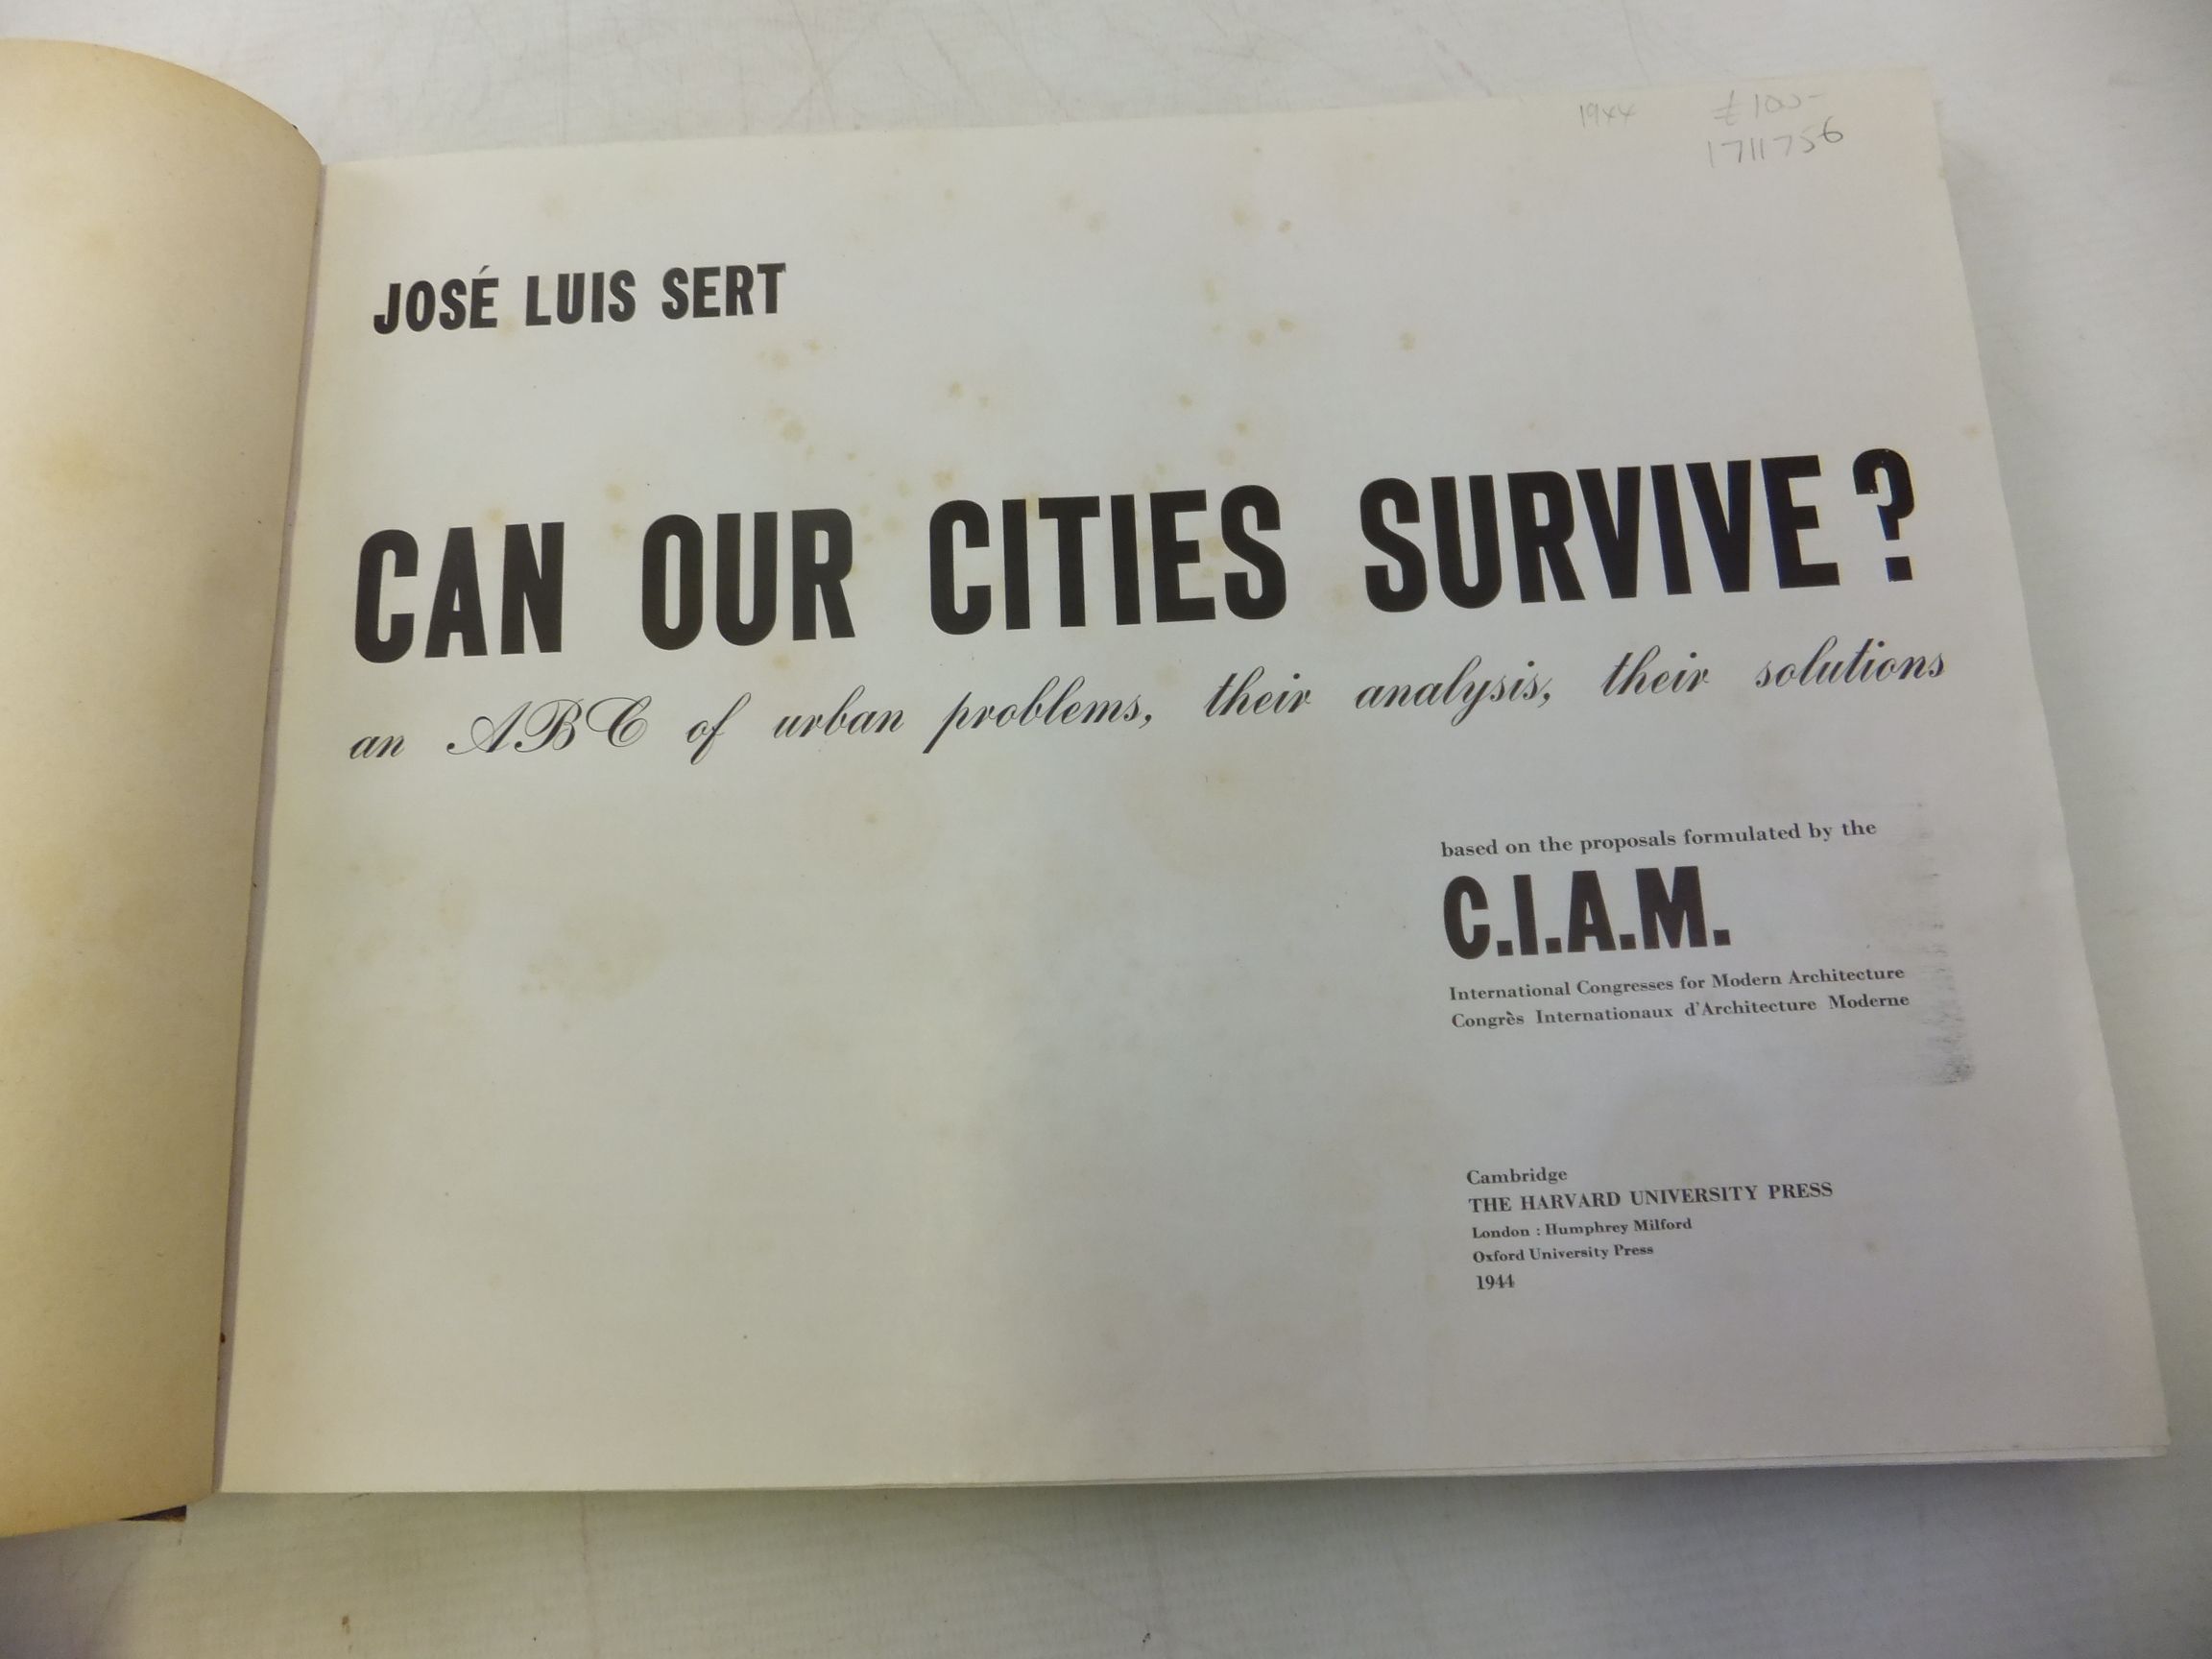 1944 £100-
1711756
JOSÉ LUIS SERT
CAN OUR CITIES SURVIVE?
an ABC of urban problems, their analysis, their solutions
based on the proposals formulated by the
C.I.A.M.
International Congresses for Modern Architecture
Congrès Internationaux d'Architecture Moderne
Cambridge
THE HARVARD UNIVERSITY PRESS
London : Humphrey Milford
Oxford University Press
1944